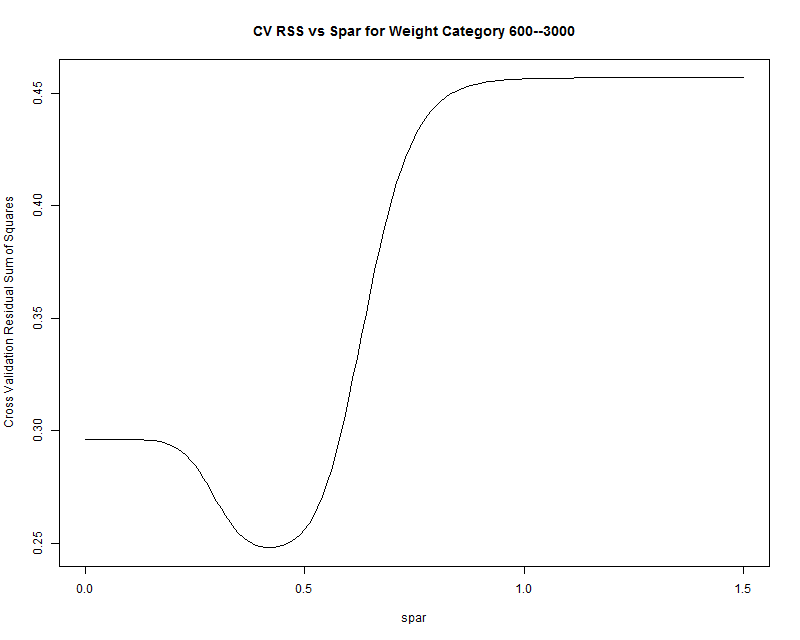 CV RSS vs Spar for Weight Category 600--3000
Cross Validation Residual Sum of Squares
0.45
0.40
0.35
0.30
0.25
0.0 0.5 1.0 1.5
spar